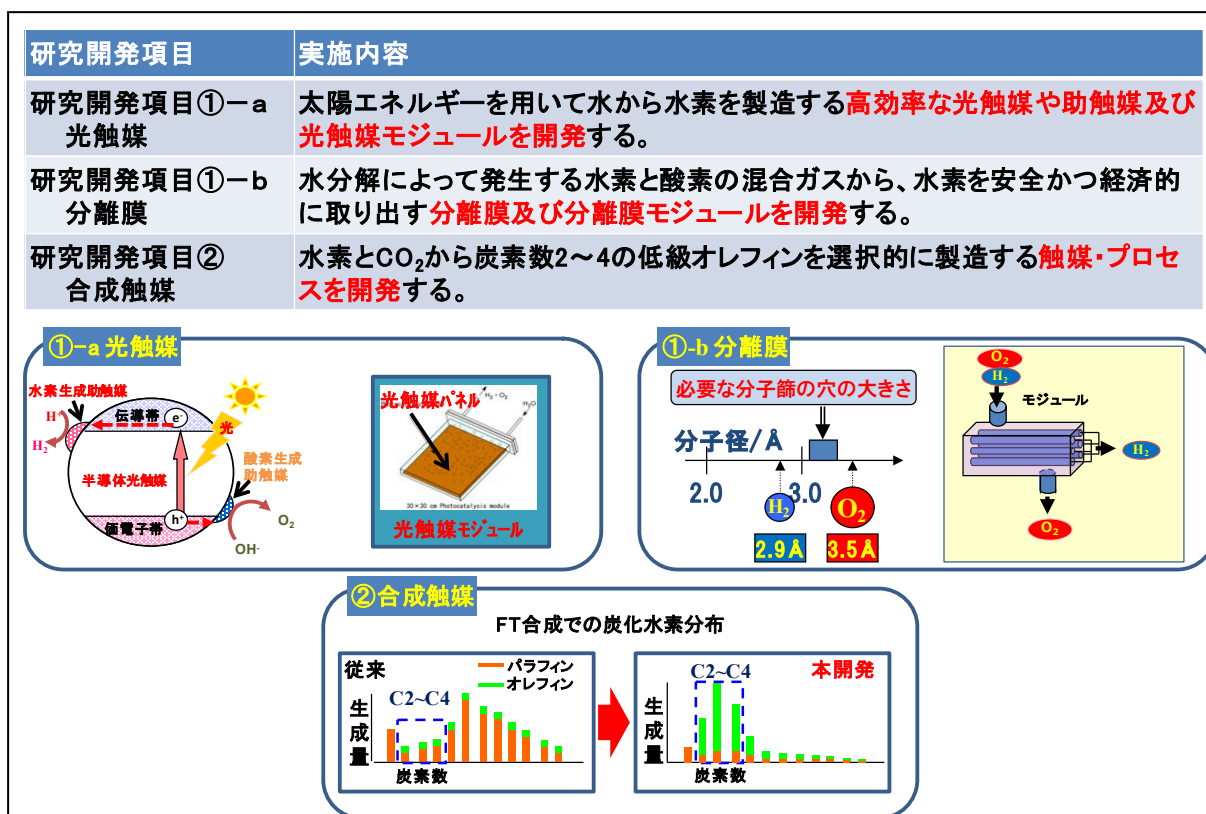 研究開発項目 実施内容
研究開発項目①－a
光触媒
太陽エネルギーを用いて水から水素を製造する高効率な光触媒や助触媒及び
光触媒モジュールを開発する。
研究開発項目①－b
分離膜
水分解によって発生する水素と酸素の混合ガスから、水素を安全かつ経済的
に取り出す分離膜及び分離膜モジュールを開発する。
研究開発項目②
合成触媒
水素とCO₂から炭素数2～4の低級オレフィンを選択的に製造する触媒・プロセ
スを開発する。
①-a 光触媒
水素生成助触媒
H⁺
H₂
伝導帯
e⁻
光
半導体光触媒
酸素生成
助触媒
価電子帯
h⁺
O₂
OH⁻
光触媒パネル
H₂・O₂
H₂O
30×30 cm Photocatalysis module
光触媒モジュール
①-b 分離膜
必要な分子篩の穴の大きさ
分子径/Å
2.0
3.0
H₂
O₂
2.9Å
3.5Å
O₂
H₂
モジュール
H₂
O₂
②合成触媒
FT合成での炭化水素分布
従来
パラフィン
オレフィン
C2~C4
生成量
炭素数
本開発
C2~C4
生成量
炭素数